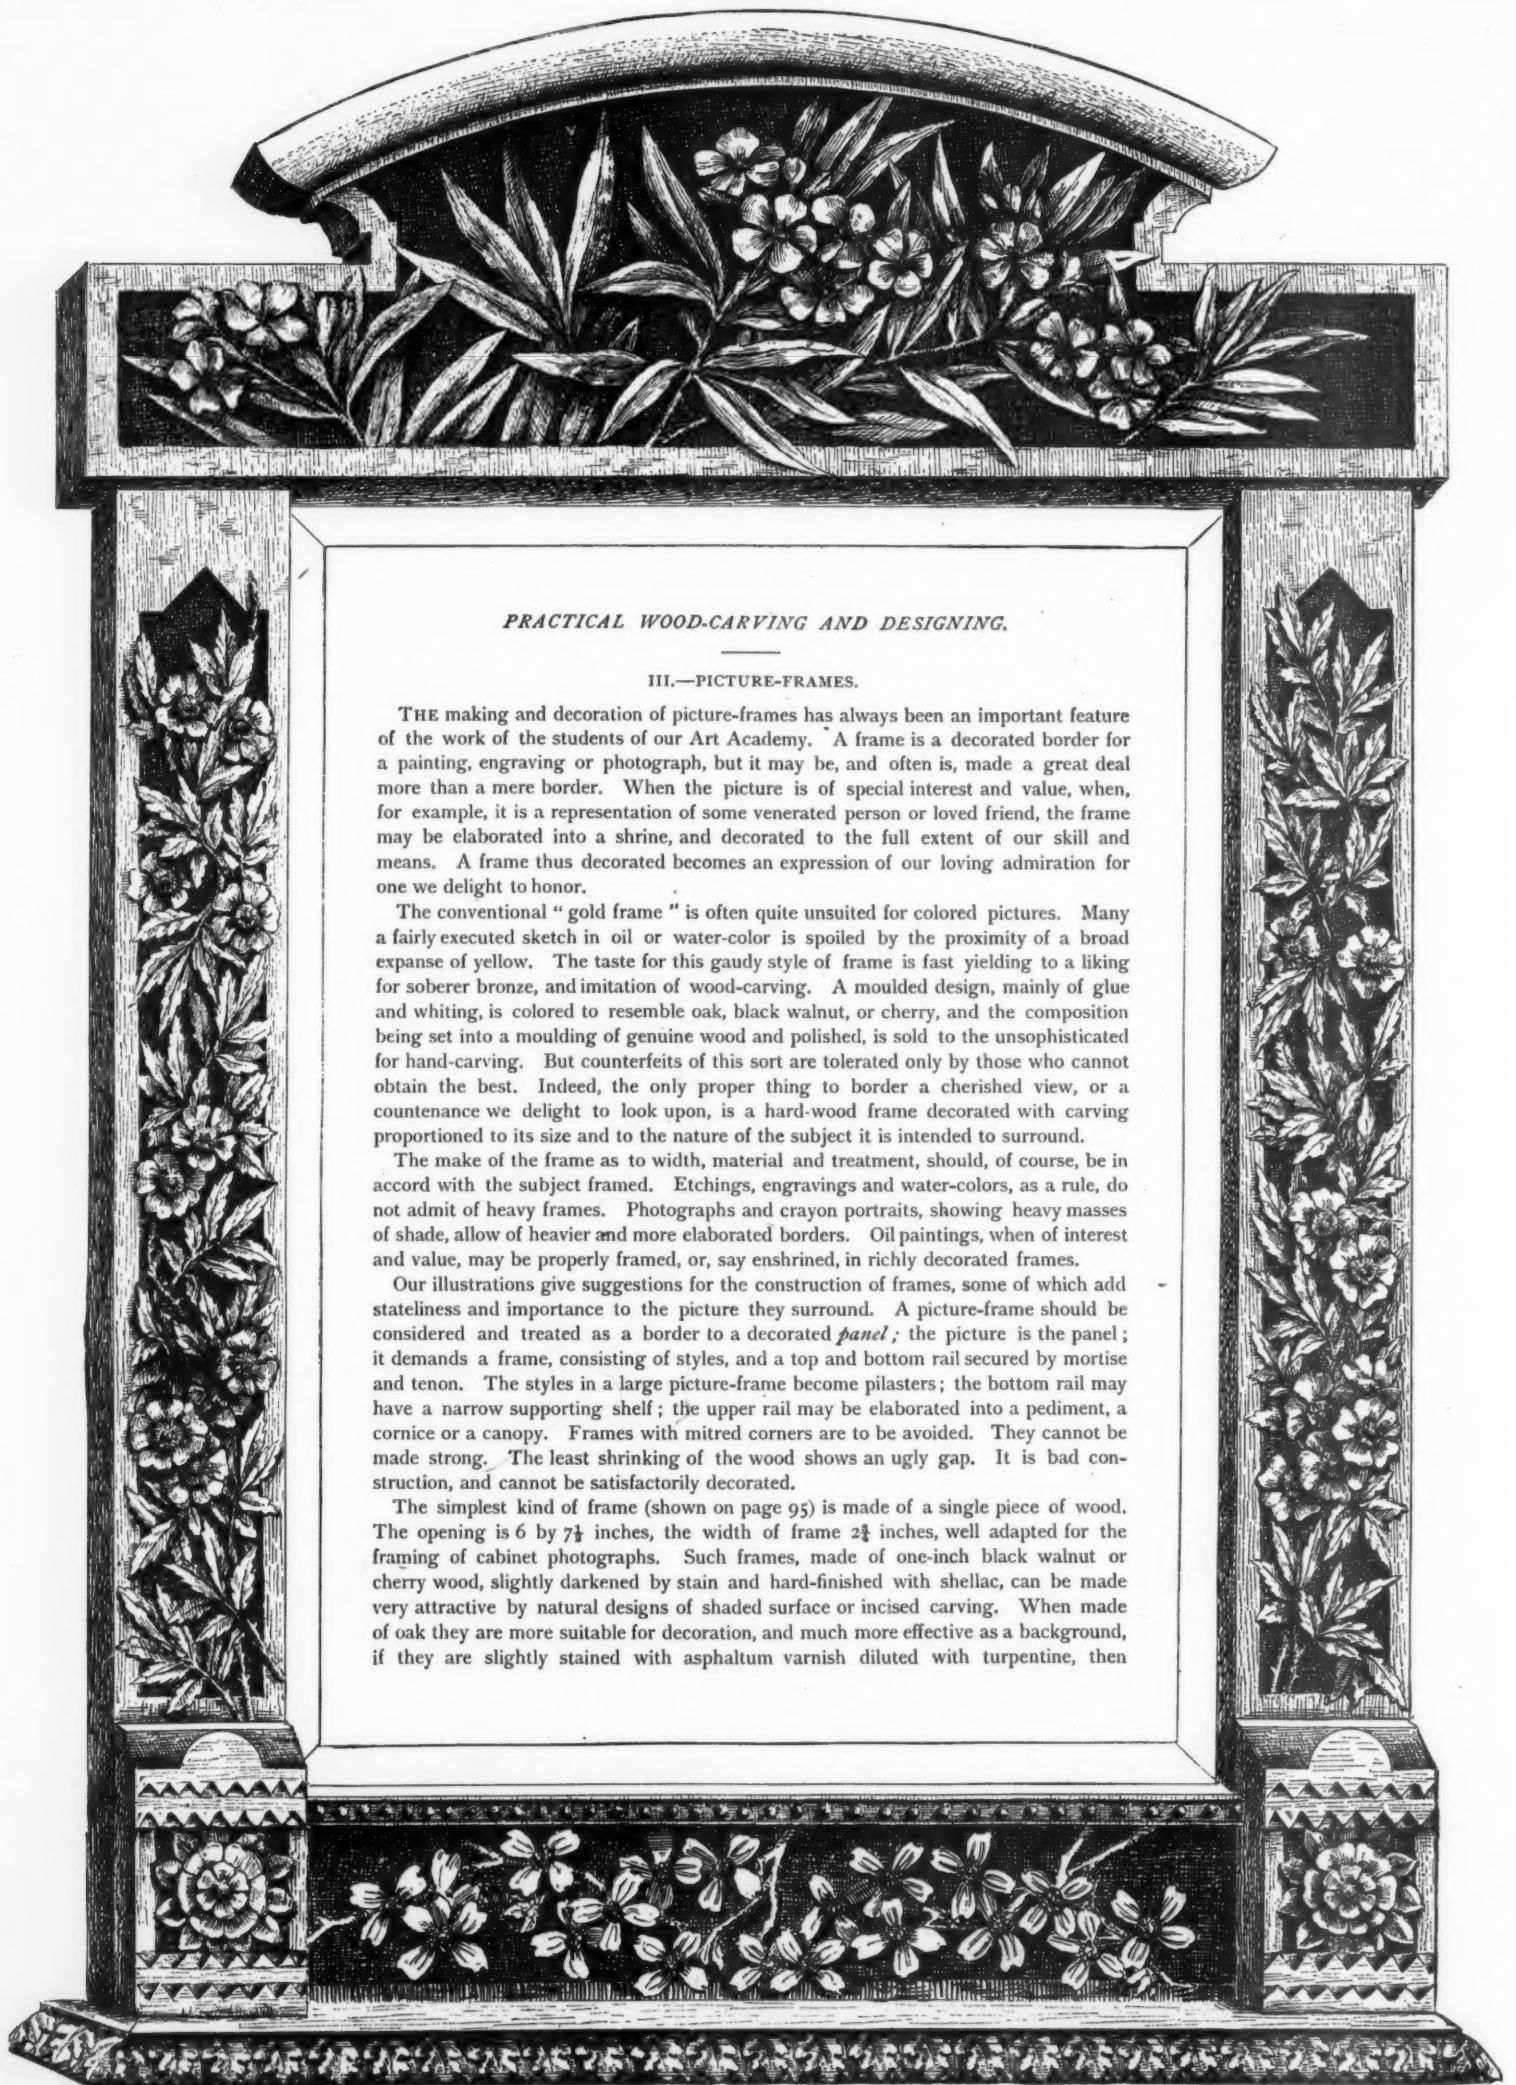 PRACTICAL WOOD-CARVING AND DESIGNING.
III.—PICTURE-FRAMES.
THE making and decoration of picture-frames has always been an important feature
of the work of the students of our Art Academy. A frame is a decorated border for
a painting, engraving or photograph, but it may be, and often is, made a great deal
more than a mere border. When the picture is of special interest and value, when,
for example, it is a representation of some venerated person or loved friend, the frame
may be elaborated into a shrine, and decorated to the full extent of our skill and
means. A frame thus decorated becomes an expression of our loving admiration for
one we delight to honor.
The conventional “ gold frame ” is often quite unsuited for colored pictures. Many
a fairly executed sketch in oil or water-color is spoiled by the proximity of a broad
expanse of yellow. The taste for this gaudy style of frame is fast yielding to a liking
for soberer bronze, and imitation of wood-carving. A moulded design, mainly of glue
and whiting, is colored to resemble oak, black walnut, or cherry, and the composition
being set into a moulding of genuine wood and polished, is sold to the unsophisticated
for hand-carving. But counterfeits of this sort are tolerated only by those who cannot
obtain the best. Indeed, the only proper thing to border a cherished view, or a
countenance we delight to look upon, is a hard-wood frame decorated with carving
proportioned to its size and to the nature of the subject it is intended to surround.
The make of the frame as to width, material and treatment, should, of course, be in
accord with the subject framed. Etchings, engravings and water-colors, as a rule, do
not admit of heavy frames. Photographs and crayon portraits, showing heavy masses
of shade, allow of heavier and more elaborated borders. Oil paintings, when of interest
and value, may be properly framed, or, say enshrined, in richly decorated frames.
Our illustrations give suggestions for the construction of frames, some of which add
stateliness and importance to the picture they surround. A picture-frame should be
considered and treated as a border to a decorated panel; the picture is the panel;
it demands a frame, consisting of styles, and a top and bottom rail secured by mortise
and tenon. The styles in a large picture-frame become pilasters; the bottom rail may
have a narrow supporting shelf; the upper rail may be elaborated into a pediment, a
cornice or a canopy. Frames with mitred corners are to be avoided. They cannot be
made strong. The least shrinking of the wood shows an ugly gap. It is bad con-
struction, and cannot be satisfactorily decorated.
The simplest kind of frame (shown on page 95) is made of a single piece of wood.
The opening is 6 by 7½ inches, the width of frame inches, well adapted for the
framing of cabinet photographs. Such frames, made of one-inch black walnut or
cherry wood, slightly darkened by stain and hard-finished with shellac, can be made
very attractive by natural designs of shaded surface or incised carving. When made
of oak they are more suitable for decoration, and much more effective as a background,
if they are slightly stained with asphaltum varnish diluted with turpentine, then